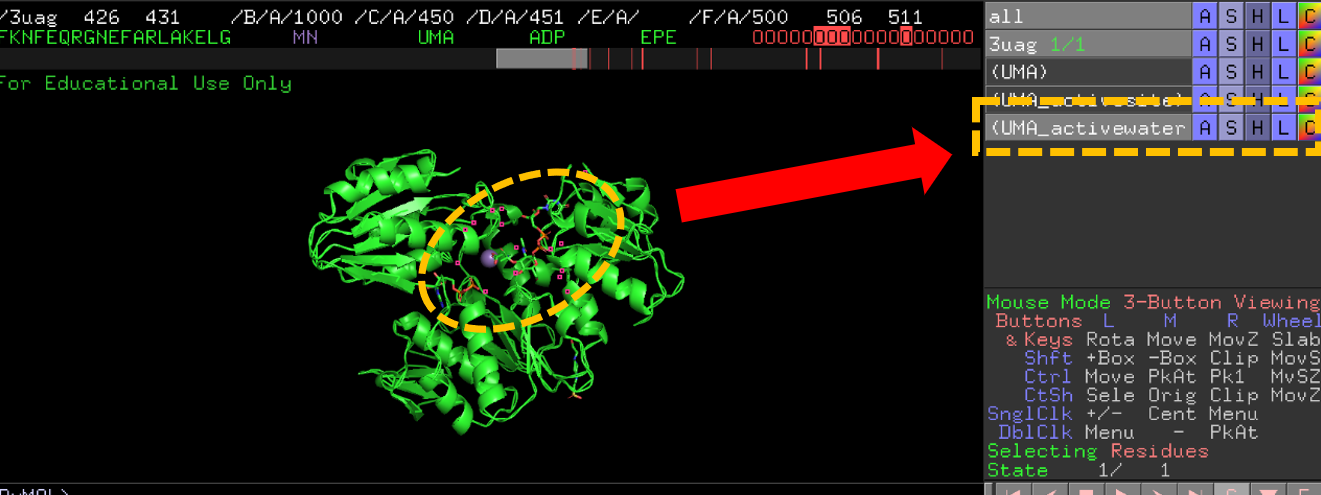 /3uag 426 431 /B/A/1000 /C/A/450 /D/A/451 /E/A/ /F/A/500 506 511
FKNFEQRGNEFARLAKELG MN UMA ADP EPE OOOOOOOOOOOOOOOOOO
For Educational Use Only
all A S H L C
3uag 1/1 A S H L C
(UMA) A S H L C
(UMA_activesite) A S H L C
(UMA_activewater A S H L C
Mouse Mode 3-Button Viewing
Buttons L M R Wheel
& Keys Rota Move MovZ Slab
Shft +Box -Box Clip MovS
Ctrl Move PkAt Pk1 MvSZ
CtSh Sele Orig Clip MovZ
SnglClk +/- Cent Menu
DblClk Menu - PkAt
Selecting Residues
State 1/ 1